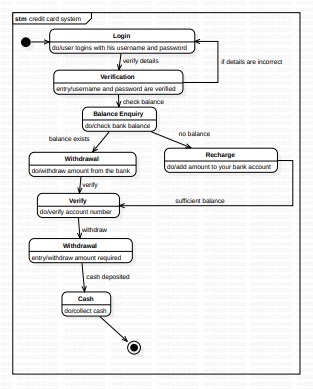 stm credit card system
Login
do/user logins with his username and password
verify details
if details are incorrect
Verification
entry/username and password are verified
check balance
Balance Enquiry
do/check bank balance
balance exists
no balance
Withdrawal
do/withdraw amount from the bank
Recharge
do/add amount to your bank account
verify
Verify
do/verify account number
sufficient balance
withdraw
Withdrawal
entry/withdraw amount required
cash deposited
Cash
do/collect cash